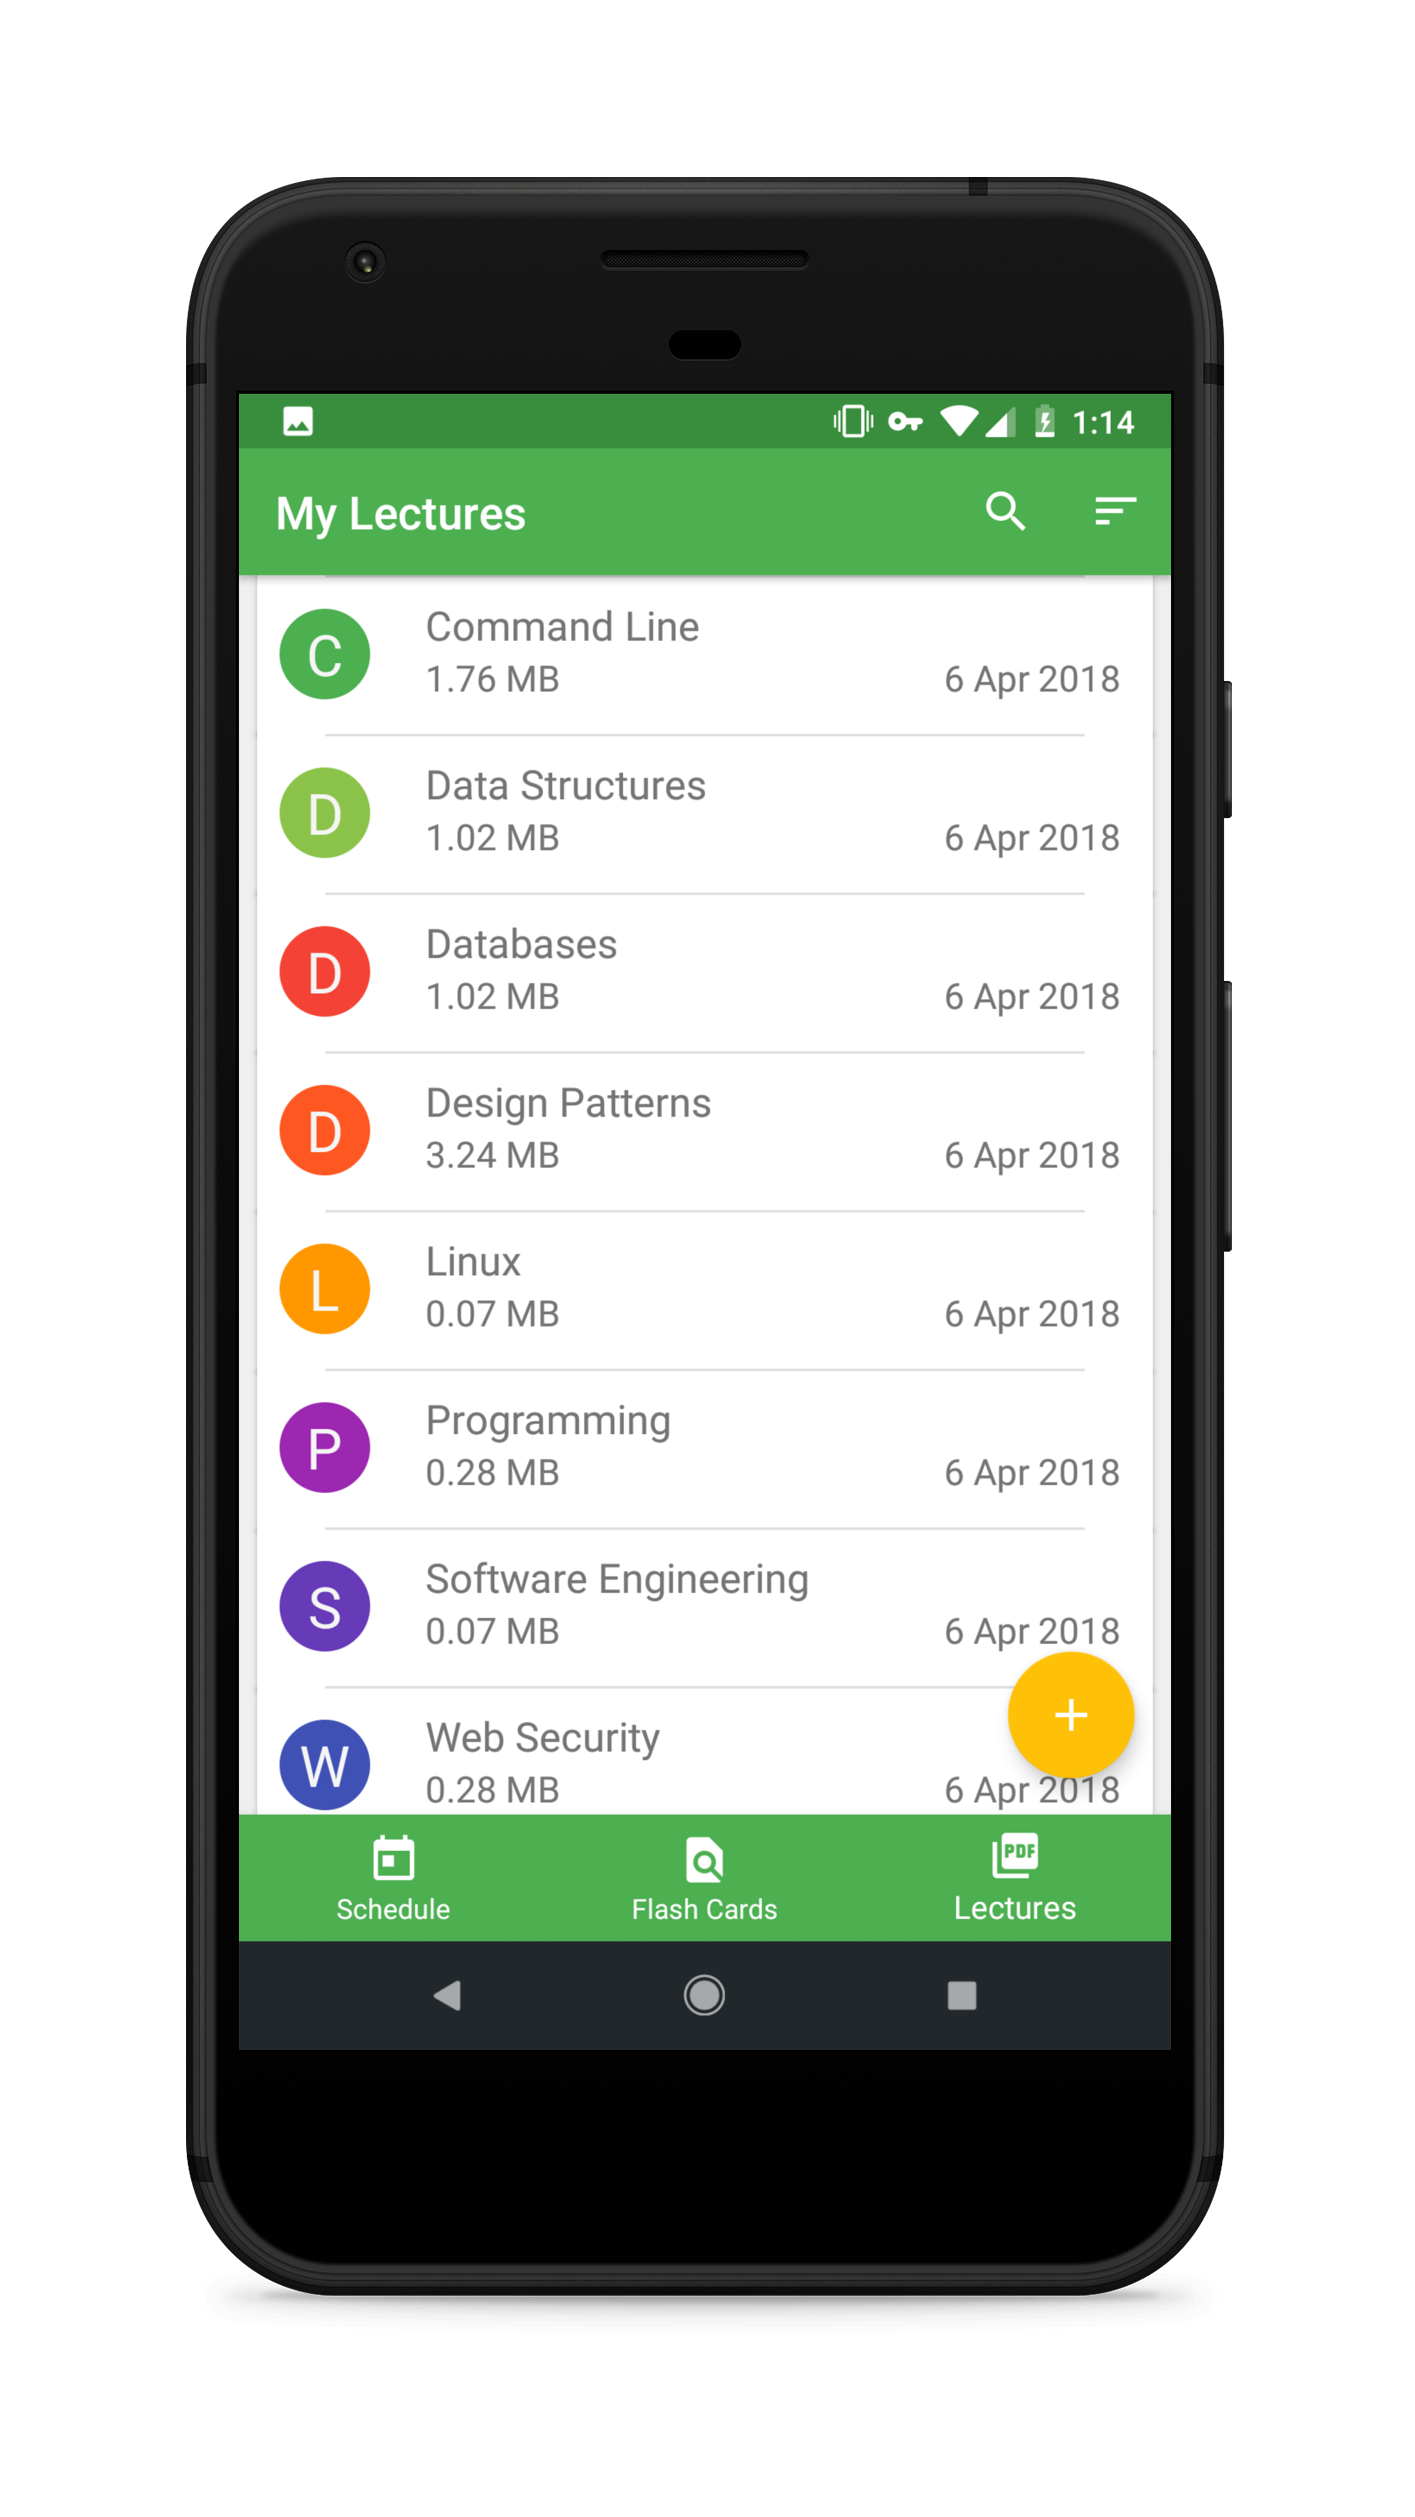 1:14
My Lectures
C
Command Line
1.76 MB 6 Apr 2018
D
Data Structures
1.02 MB 6 Apr 2018
D
Databases
1.02 MB 6 Apr 2018
D
Design Patterns
3.24 MB 6 Apr 2018
L
Linux
0.07 MB 6 Apr 2018
P
Programming
0.28 MB 6 Apr 2018
S
Software Engineering
0.07 MB 6 Apr 2018
+
W
Web Security
0.28 MB 6 Apr 2018
PDF
Schedule Flash Cards Lectures